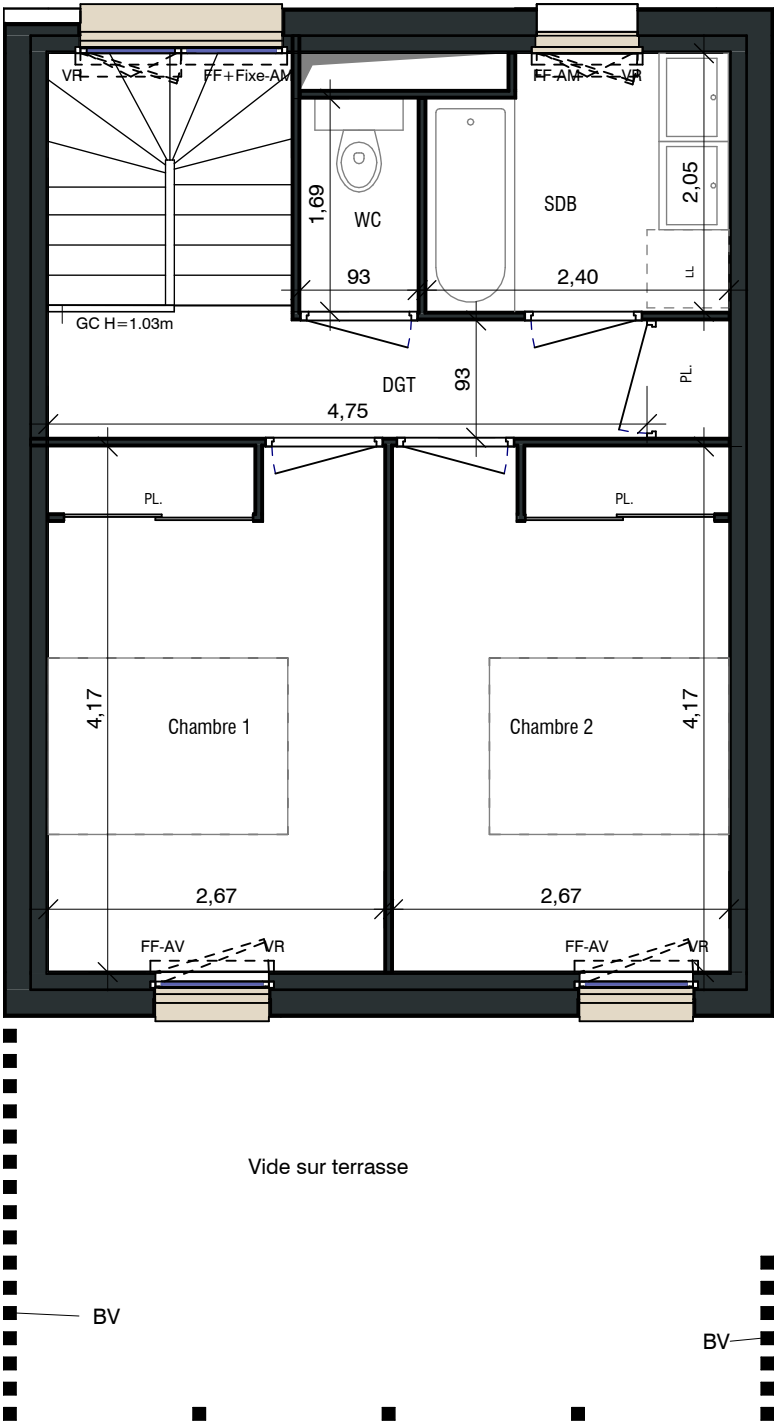 VR
FF+Fixe-AM
FF-AM
VR
1,69
WC
93
SDB
2,05
2,40
LL
GC H=1.03m
DGT
93
PL.
4,75
PL.
PL.
4,17
Chambre 1
Chambre 2
4,17
2,67
2,67
FF-AV
VR
FF-AV
VR
Vide sur terrasse
BV
BV